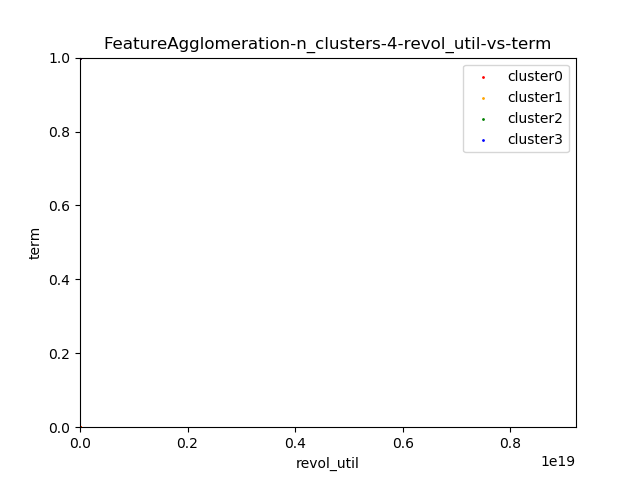 FeatureAgglomeration-n_clusters-4-revol_util-vs-term
cluster0
cluster1
cluster2
cluster3
1.0
0.8
0.6
0.4
0.2
0.0
term
0.0 0.2 0.4 0.6 0.8
1e19
revol_util